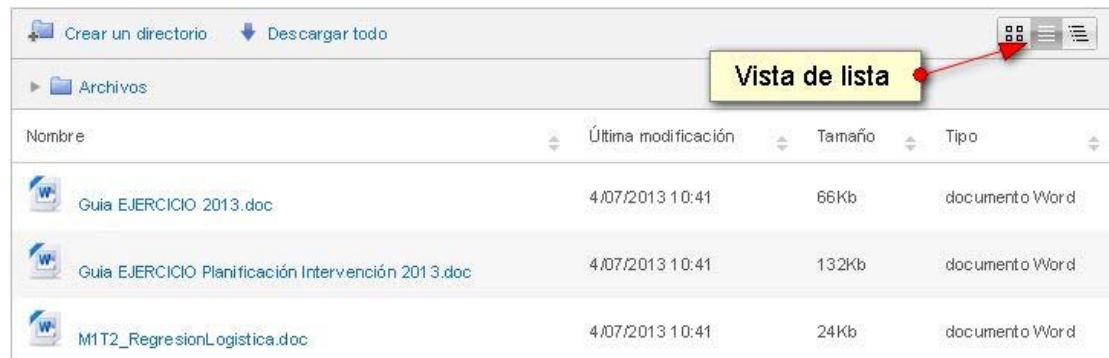 Crear un directorio Descargar todo
Vista de lista
Archivos
Nombre Última modificación Tamaño Tipo
Guia EJERCICIO 2013.doc 4/07/2013 10:41 66Kb documento Word
Guia EJERCICIO Planificación Intervención 2013.doc 4/07/2013 10:41 132Kb documento Word
M1T2_RegresionLogistica.doc 4/07/2013 10:41 24Kb documento Word